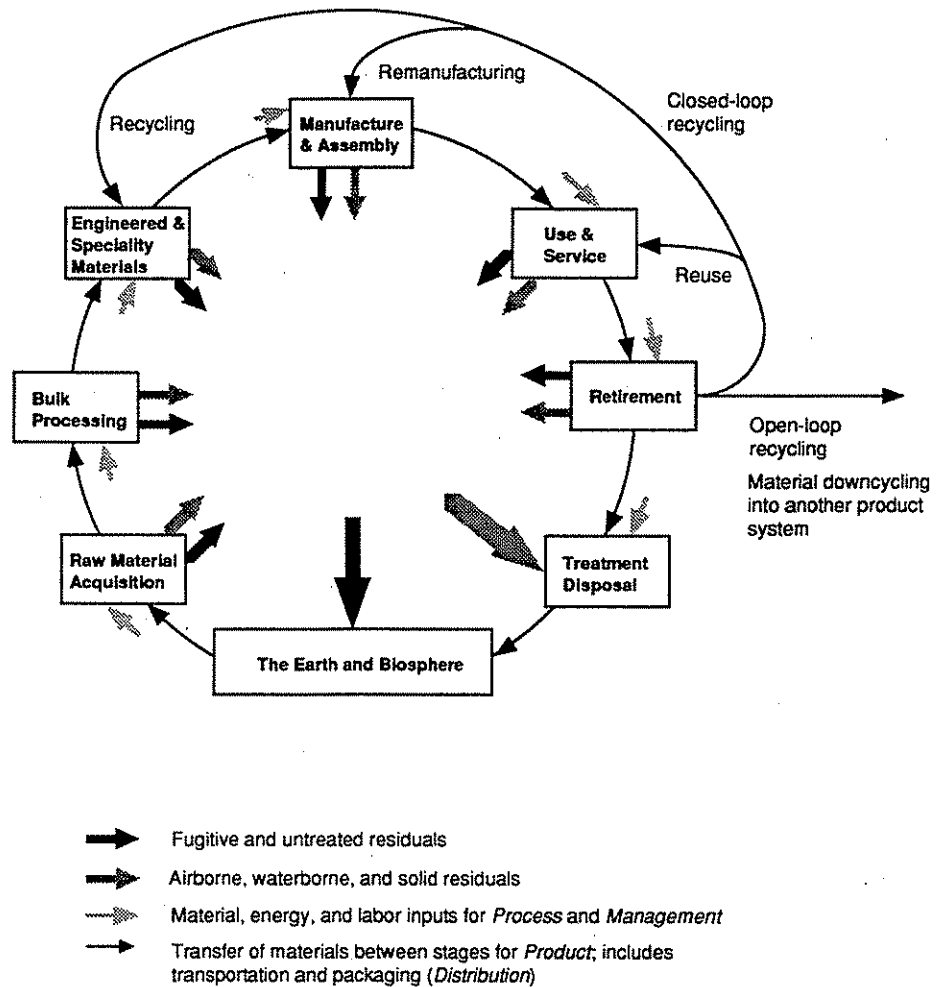 Remanufacturing
Closed-loop
recycling
Recycling
Manufacture
& Assembly
Engineered &
Speciality
Materials
Use &
Service
Reuse
Bulk
Processing
Retirement
Open-loop
recycling
Material downcycling
into another product
system
Raw Material
Acquisition
Treatment
Disposal
The Earth and Biosphere
Fugitive and untreated residuals
Airborne, waterborne, and solid residuals
Material, energy, and labor inputs for Process and Management
Transfer of materials between stages for Product; includes
transportation and packaging (Distribution)